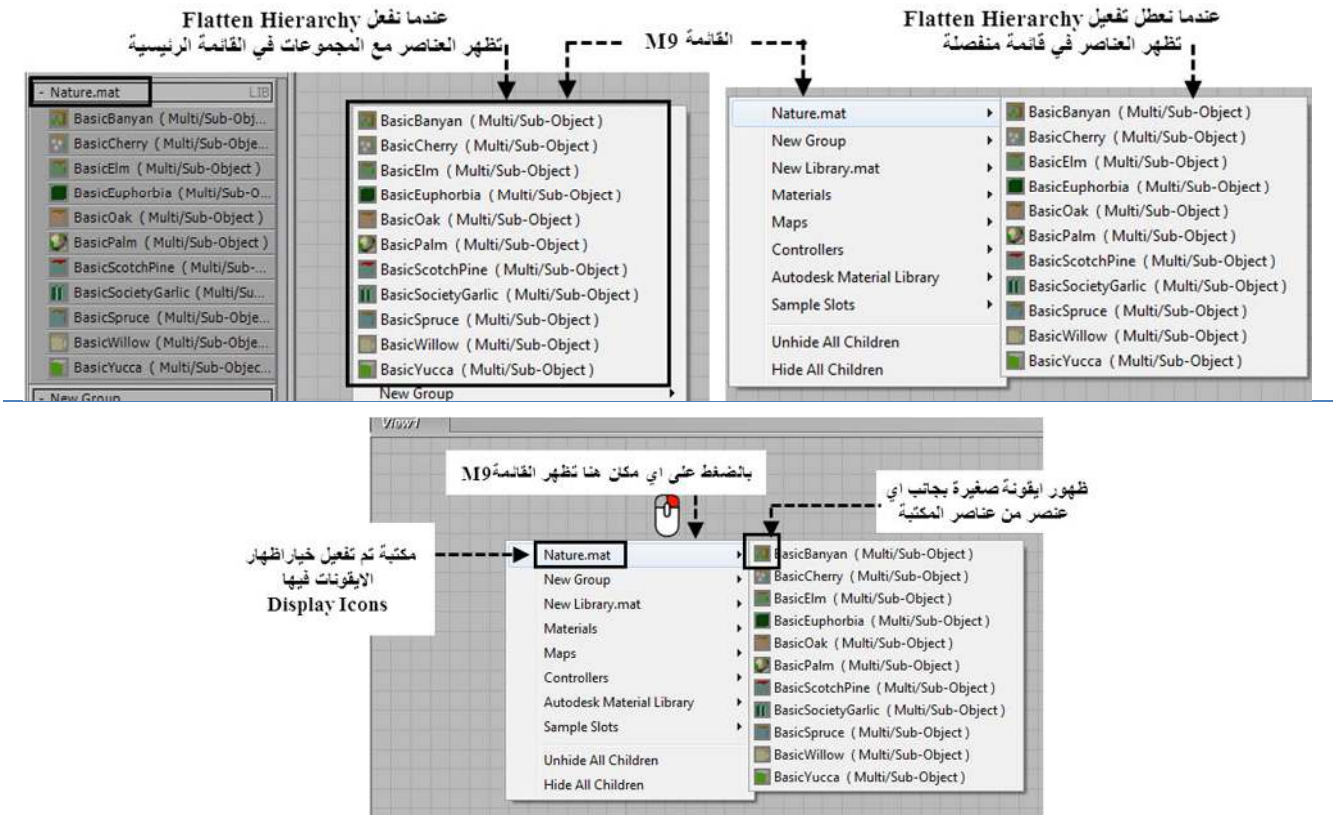 عندما نفعل Flatten Hierarchy
تظهر العناصر مع المجموعات في القائمة الرئيسية
القائمة M9
عندما نعطل تفعيل Flatten Hierarchy
تظهر العناصر في قائمة منفصلة
- Nature.mat LIB
BasicBanyan ( Multi/Sub-Obj...
BasicCherry ( Multi/Sub-Obje...
BasicElm ( Multi/Sub-Object )
BasicEuphorbia ( Multi/Sub-O...
BasicOak ( Multi/Sub-Object )
BasicPalm ( Multi/Sub-Object )
BasicScotchPine ( Multi/Sub-...
BasicSocietyGarlic ( Multi/Su...
BasicSpruce ( Multi/Sub-Obje...
BasicWillow ( Multi/Sub-Obje...
BasicYucca ( Multi/Sub-Objec...
- New Group
BasicBanyan ( Multi/Sub-Object )
BasicCherry ( Multi/Sub-Object )
BasicElm ( Multi/Sub-Object )
BasicEuphorbia ( Multi/Sub-Object )
BasicOak ( Multi/Sub-Object )
BasicPalm ( Multi/Sub-Object )
BasicScotchPine ( Multi/Sub-Object )
BasicSocietyGarlic ( Multi/Sub-Object )
BasicSpruce ( Multi/Sub-Object )
BasicWillow ( Multi/Sub-Object )
BasicYucca ( Multi/Sub-Object )
New Group
Nature.mat
New Group
New Library.mat
Materials
Maps
Controllers
Autodesk Material Library
Sample Slots
Unhide All Children
Hide All Children
BasicBanyan ( Multi/Sub-Object )
BasicCherry ( Multi/Sub-Object )
BasicElm ( Multi/Sub-Object )
BasicEuphorbia ( Multi/Sub-Object )
BasicOak ( Multi/Sub-Object )
BasicPalm ( Multi/Sub-Object )
BasicScotchPine ( Multi/Sub-Object )
BasicSocietyGarlic ( Multi/Sub-Object )
BasicSpruce ( Multi/Sub-Object )
BasicWillow ( Multi/Sub-Object )
BasicYucca ( Multi/Sub-Object )
View1
بالضغط على اي مكان هنا تظهر القائمة M9
ظهور ايقونة صغيرة بجانب اي
عنصر من عناصر المكتبة
مكتبة تم تفعيل خيار اظهار
الايقونات فيها
Display Icons
Nature.mat
New Group
New Library.mat
Materials
Maps
Controllers
Autodesk Material Library
Sample Slots
Unhide All Children
Hide All Children
BasicBanyan ( Multi/Sub-Object )
BasicCherry ( Multi/Sub-Object )
BasicElm ( Multi/Sub-Object )
BasicEuphorbia ( Multi/Sub-Object )
BasicOak ( Multi/Sub-Object )
BasicPalm ( Multi/Sub-Object )
BasicScotchPine ( Multi/Sub-Object )
BasicSocietyGarlic ( Multi/Sub-Object )
BasicSpruce ( Multi/Sub-Object )
BasicWillow ( Multi/Sub-Object )
BasicYucca ( Multi/Sub-Object )